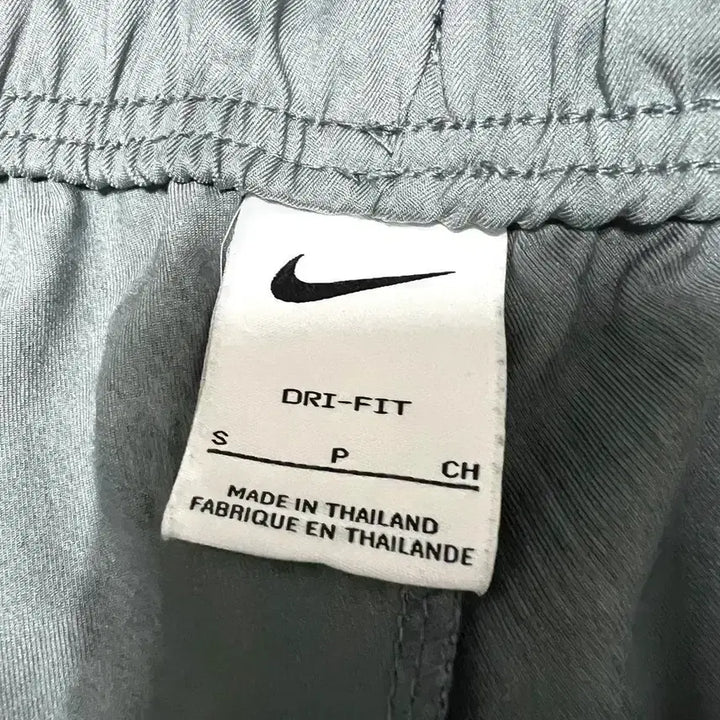 DRI-FIT
S P CH
MADE IN THAILAND
FABRIQUE EN THAILANDE